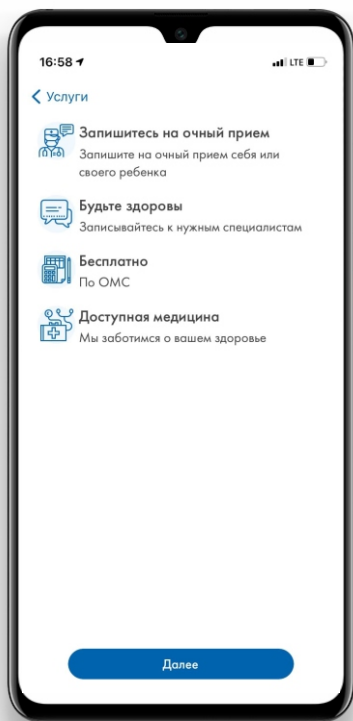 16:58
LTE
Услуги
Запишитесь на очный прием
Запишите на очный прием себя или
своего ребенка
Будьте здоровы
Записывайтесь к нужным специалистам
Бесплатно
По ОМС
Доступная медицина
Мы заботимся о вашем здоровье
Далее